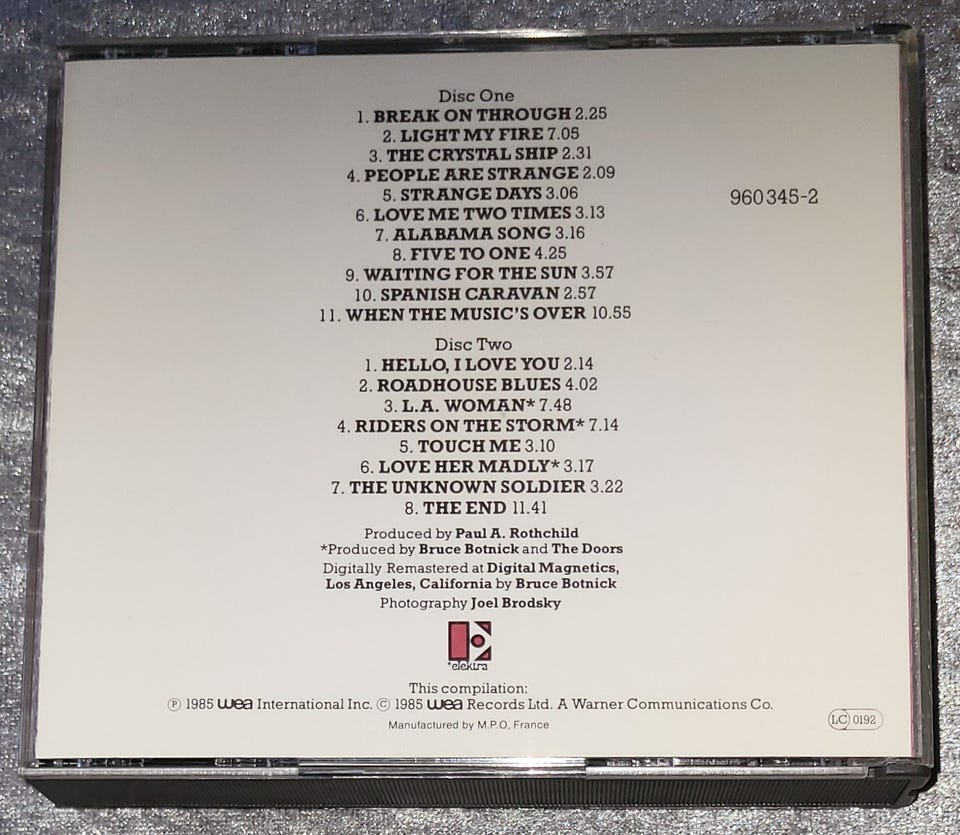 Disc One
1. BREAK ON THROUGH 2.25
2. LIGHT MY FIRE 7.05
3. THE CRYSTAL SHIP 2.31
4. PEOPLE ARE STRANGE 2.09
5. STRANGE DAYS 3.06
6. LOVE ME TWO TIMES 3.13
7. ALABAMA SONG 3.16
8. FIVE TO ONE 4.25
9. WAITING FOR THE SUN 3.57
10. SPANISH CARAVAN 2.57
11. WHEN THE MUSIC'S OVER 10.55
960 345-2
Disc Two
1. HELLO, I LOVE YOU 2.14
2. ROADHOUSE BLUES 4.02
3. L.A. WOMAN* 7.48
4. RIDERS ON THE STORM* 7.14
5. TOUCH ME 3.10
6. LOVE HER MADLY* 3.17
7. THE UNKNOWN SOLDIER 3.22
8. THE END 11.41
Produced by Paul A. Rothchild
*Produced by Bruce Botnick and The Doors
Digitally Remastered at Digital Magnetics,
Los Angeles, California by Bruce Botnick
Photography Joel Brodsky
elektra
This compilation:
℗ 1985 wea International Inc. © 1985 wea Records Ltd. A Warner Communications Co.
Manufactured by M.P.O, France
LC 0192